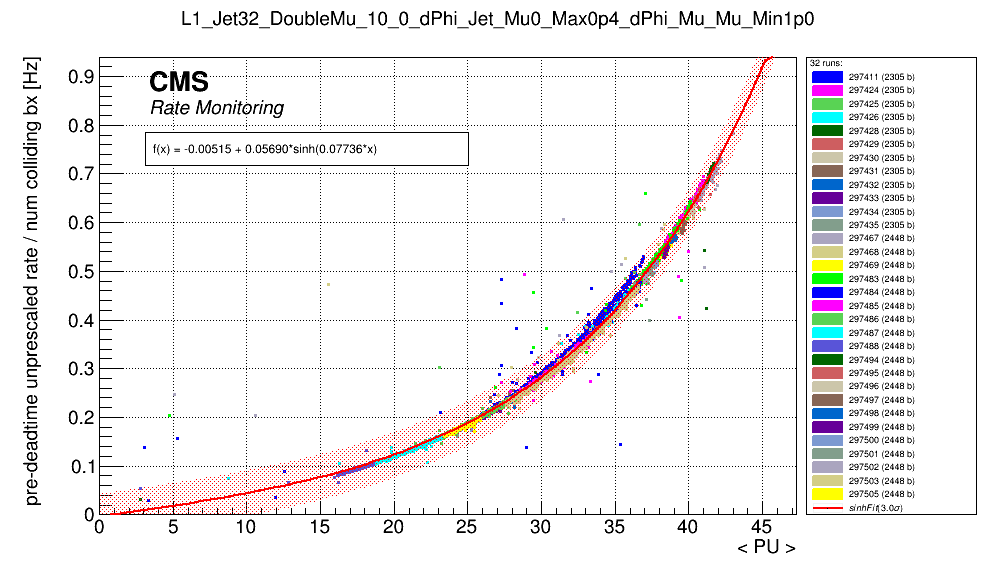 L1_Jet32_DoubleMu_10_0_dPhi_Jet_Mu0_Max0p4_dPhi_Mu_Mu_Min1p0
pre-deadtime unprescaled rate / num colliding bx [Hz]
CMS
Rate Monitoring
f(x) = -0.00515 + 0.05690*sinh(0.07736*x)
0.9
0.8
0.7
0.6
0.5
0.4
0.3
0.2
0.1
0
0 5 10 15 20 25 30 35 40 45
< PU >
32 runs:
297411 (2305 b)
297424 (2305 b)
297425 (2305 b)
297426 (2305 b)
297428 (2305 b)
297429 (2305 b)
297430 (2305 b)
297431 (2305 b)
297432 (2305 b)
297433 (2305 b)
297434 (2305 b)
297435 (2305 b)
297467 (2448 b)
297468 (2448 b)
297469 (2448 b)
297483 (2448 b)
297484 (2448 b)
297485 (2448 b)
297486 (2448 b)
297487 (2448 b)
297488 (2448 b)
297494 (2448 b)
297495 (2448 b)
297496 (2448 b)
297497 (2448 b)
297498 (2448 b)
297499 (2448 b)
297500 (2448 b)
297501 (2448 b)
297502 (2448 b)
297503 (2448 b)
297505 (2448 b)
sinhFit(3.0σ)